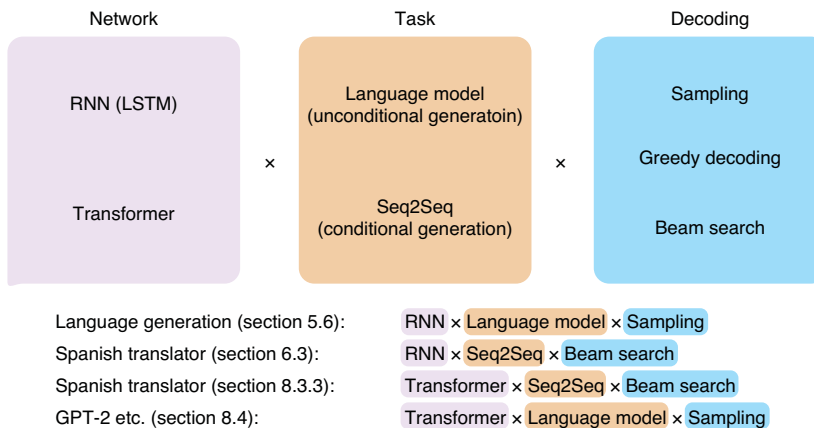 Network Task Decoding
RNN (LSTM)
Language model
(unconditional generatoin)
Sampling
× ×
Greedy decoding
Transformer
Seq2Seq
(conditional generation)
Beam search
Language generation (section 5.6): RNN × Language model × Sampling
Spanish translator (section 6.3): RNN × Seq2Seq × Beam search
Spanish translator (section 8.3.3): Transformer × Seq2Seq × Beam search
GPT-2 etc. (section 8.4): Transformer × Language model × Sampling